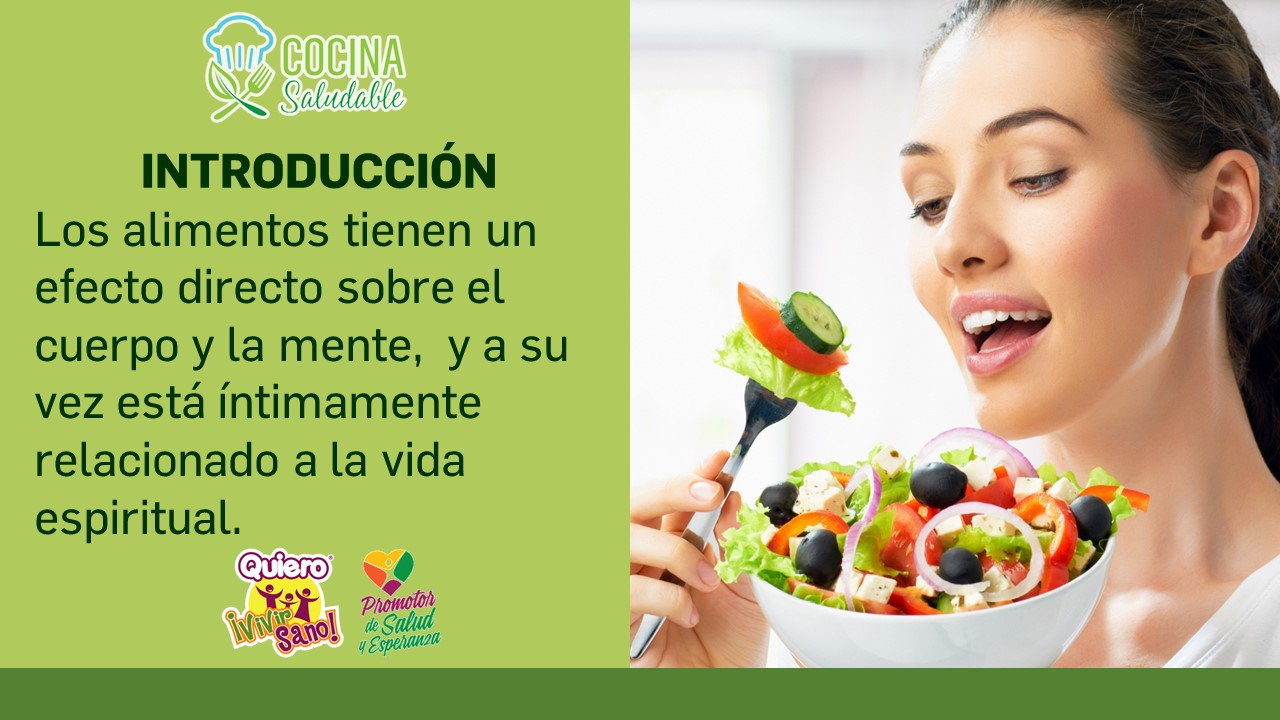 COCINA
Saludable
INTRODUCCIÓN
Los alimentos tienen un
efecto directo sobre el
cuerpo y la mente,  y a su
vez está íntimamente
relacionado a la vida
espiritual.
Quiero®
¡Vivir
Sano!
Promotor
de Salud
y Esperanza